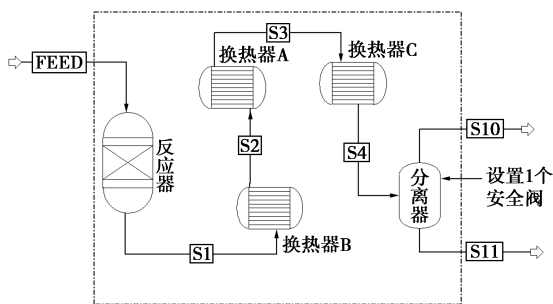 S3
换热器A
换热器C
FEED
反应器
S2
S4
S10
分离器
设置1个
安全阀
换热器B
S1
S11